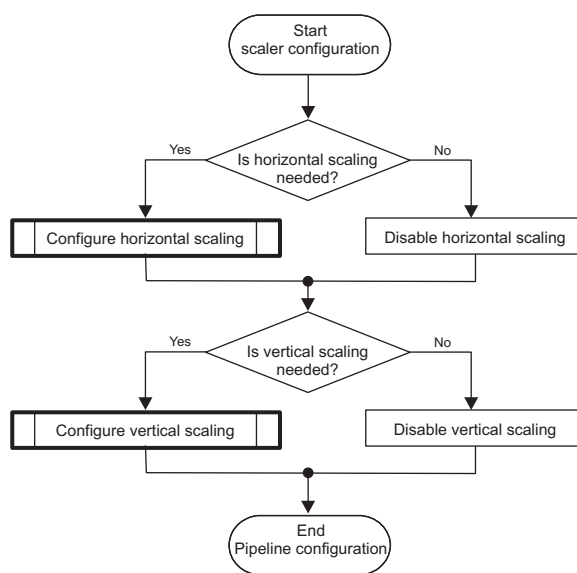 Start
scaler configuration
Is horizontal scaling
needed?
Yes
No
Configure horizontal scaling
Disable horizontal scaling
Is vertical scaling
needed?
Yes
No
Configure vertical scaling
Disable vertical scaling
End
Pipeline configuration